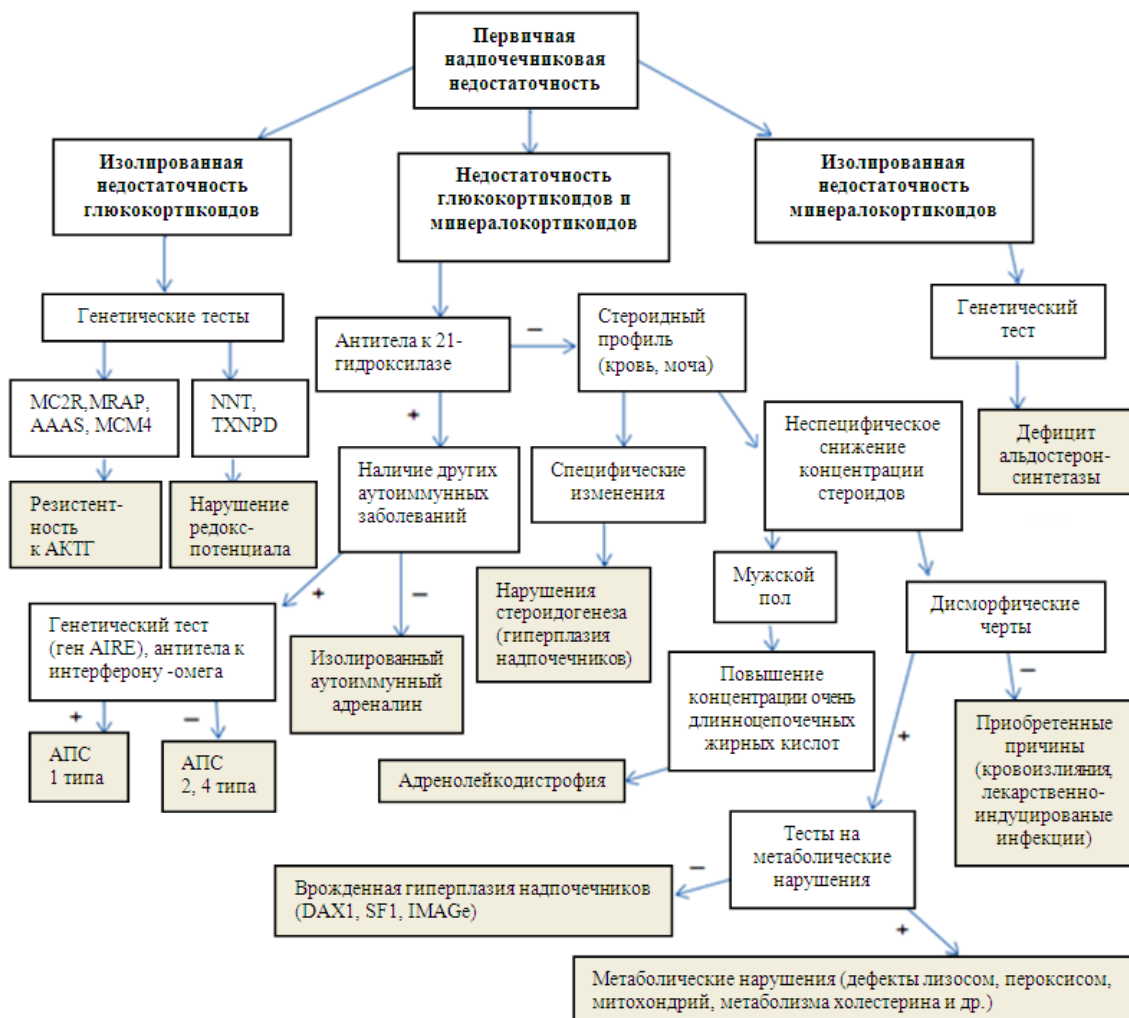 Первичная
надпочечниковая
недостаточность
Изолированная
недостаточность
глюкокортикоидов
Недостаточность
глюкокортикоидов и
минералокортикоидов
Изолированная
недостаточность
минералокортикоидов
Генетические тесты
Антитела к 21-
гидроксилазе
–
Стероидный
профиль
(кровь, моча)
Генетический
тест
MC2R,MRAP,
AAAS, MCM4
NNT,
TXNPD
+
Наличие других
аутоиммунных
заболеваний
Специфические
изменения
Неспецифическое
снижение
концентрации
стероидов
Дефицит
альдостерон-
синтетазы
Резистент-
ность
к АКТГ
Нарушение
редокс-
потенциала
+
–
Генетический тест
(ген AIRE), антитела к
интерферону -омега
Изолированный
аутоиммунный
адреналин
Нарушения
стероидогенеза
(гиперплазия
надпочечников)
Мужской
пол
Дисморфические
черты
+
–
АПС
1 типа
АПС
2, 4 типа
Повышение
концентрации очень
длинноцепочечных
жирных кислот
Адренолейкодистрофия
+
–
Приобретенные
причины
(кровоизлияния,
лекарственно-
индуцированые
инфекции)
Тесты на
метаболические
нарушения
–
Врожденная гиперплазия надпочечников
(DAX1, SF1, IMAGe)
+
Метаболические нарушения (дефекты лизосом, пероксисом,
митохондрий, метаболизма холестерина и др.)